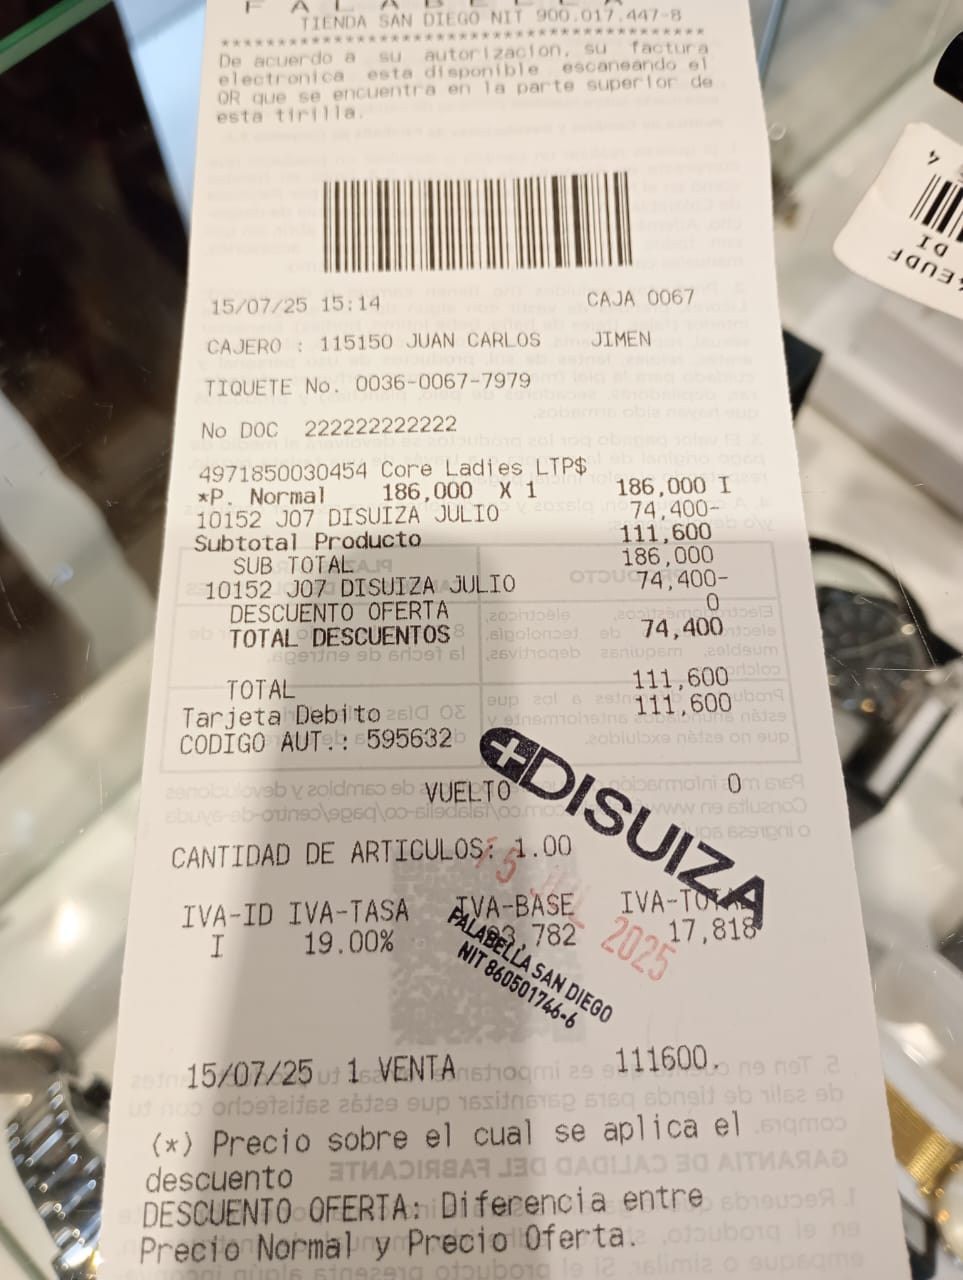 FALABELLA
TIENDA SAN DIEGO NIT 900.017.447-8
****************************************
De acuerdo a su autorizacion, su factura
electronica esta disponible escaneando el
QR que se encuentra en la parte superior de
esta tirilla.
15/07/25 15:14 CAJA 0067
CAJERO : 115150 JUAN CARLOS JIMEN
TIQUETE No. 0036-0067-7979
No DOC 222222222222
4971850030454 Core Ladies LTP$
*P. Normal 186,000 X 1 186,000 I
10152 J07 DISUIZA JULIO 74,400-
Subtotal Producto 111,600
SUB TOTAL 186,000
10152 J07 DISUIZA JULIO 74,400-
DESCUENTO OFERTA 0
TOTAL DESCUENTOS 74,400
TOTAL 111,600
Tarjeta Debito 111,600
CODIGO AUT.: 595632
VUELTO 0
+DISUIZA
CANTIDAD DE ARTICULOS: 1.00
15 JUL 2025
IVA-ID IVA-TASA IVA-BASE IVA-TOTAL
I 19.00% 93,782 17,818
FALABELLA SAN DIEGO
NIT 860501746-6
15/07/25 1 VENTA 111600.
(*) Precio sobre el cual se aplica el
descuento
DESCUENTO OFERTA: Diferencia entre
Precio Normal y Precio Oferta.